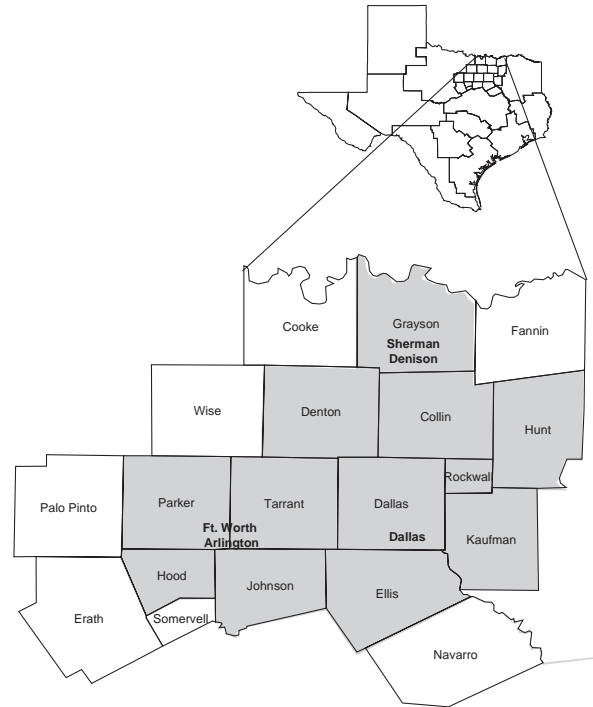 Cooke
Grayson
Sherman
Denison
Fannin
Wise
Denton
Collin
Hunt
Palo Pinto
Parker
Tarrant
Dallas
Rockwall
Ft. Worth
Arlington
Dallas
Kaufman
Hood
Johnson
Ellis
Erath
Somervell
Navarro